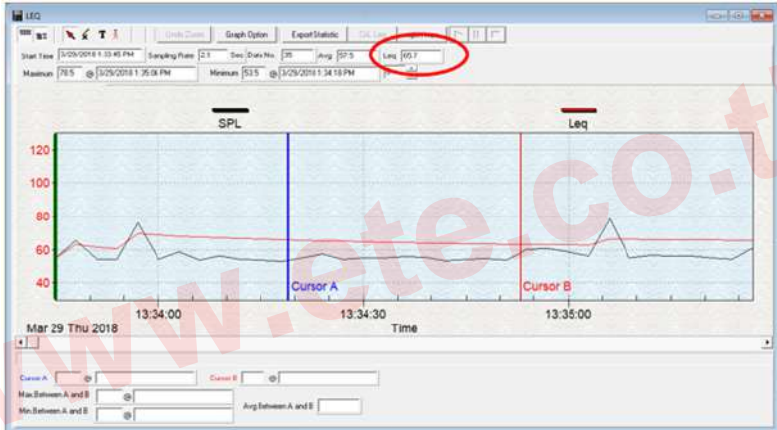 LEQ
T Undo Zoom Graph Option Export Statistic
Start Time 3/29/2018 1:33:45 PM Sampling Rate 2.1 Sec Data No. 35 Avg 57.5 Leq 65.7
Maximun 78.5 @ 3/29/2018 1:35:06 PM Minimum 53.5 @ 3/29/2018 1:34:18 PM
SPL Leq
120
100
80
60
40
Cursor A Cursor B
13:34:00 13:34:30 13:35:00
Mar 29 Thu 2018 Time
Cursor A @ Cursor B @
Max.Between A and B @
Min.Between A and B @ Avg.Between A and B
www.ete.co.t